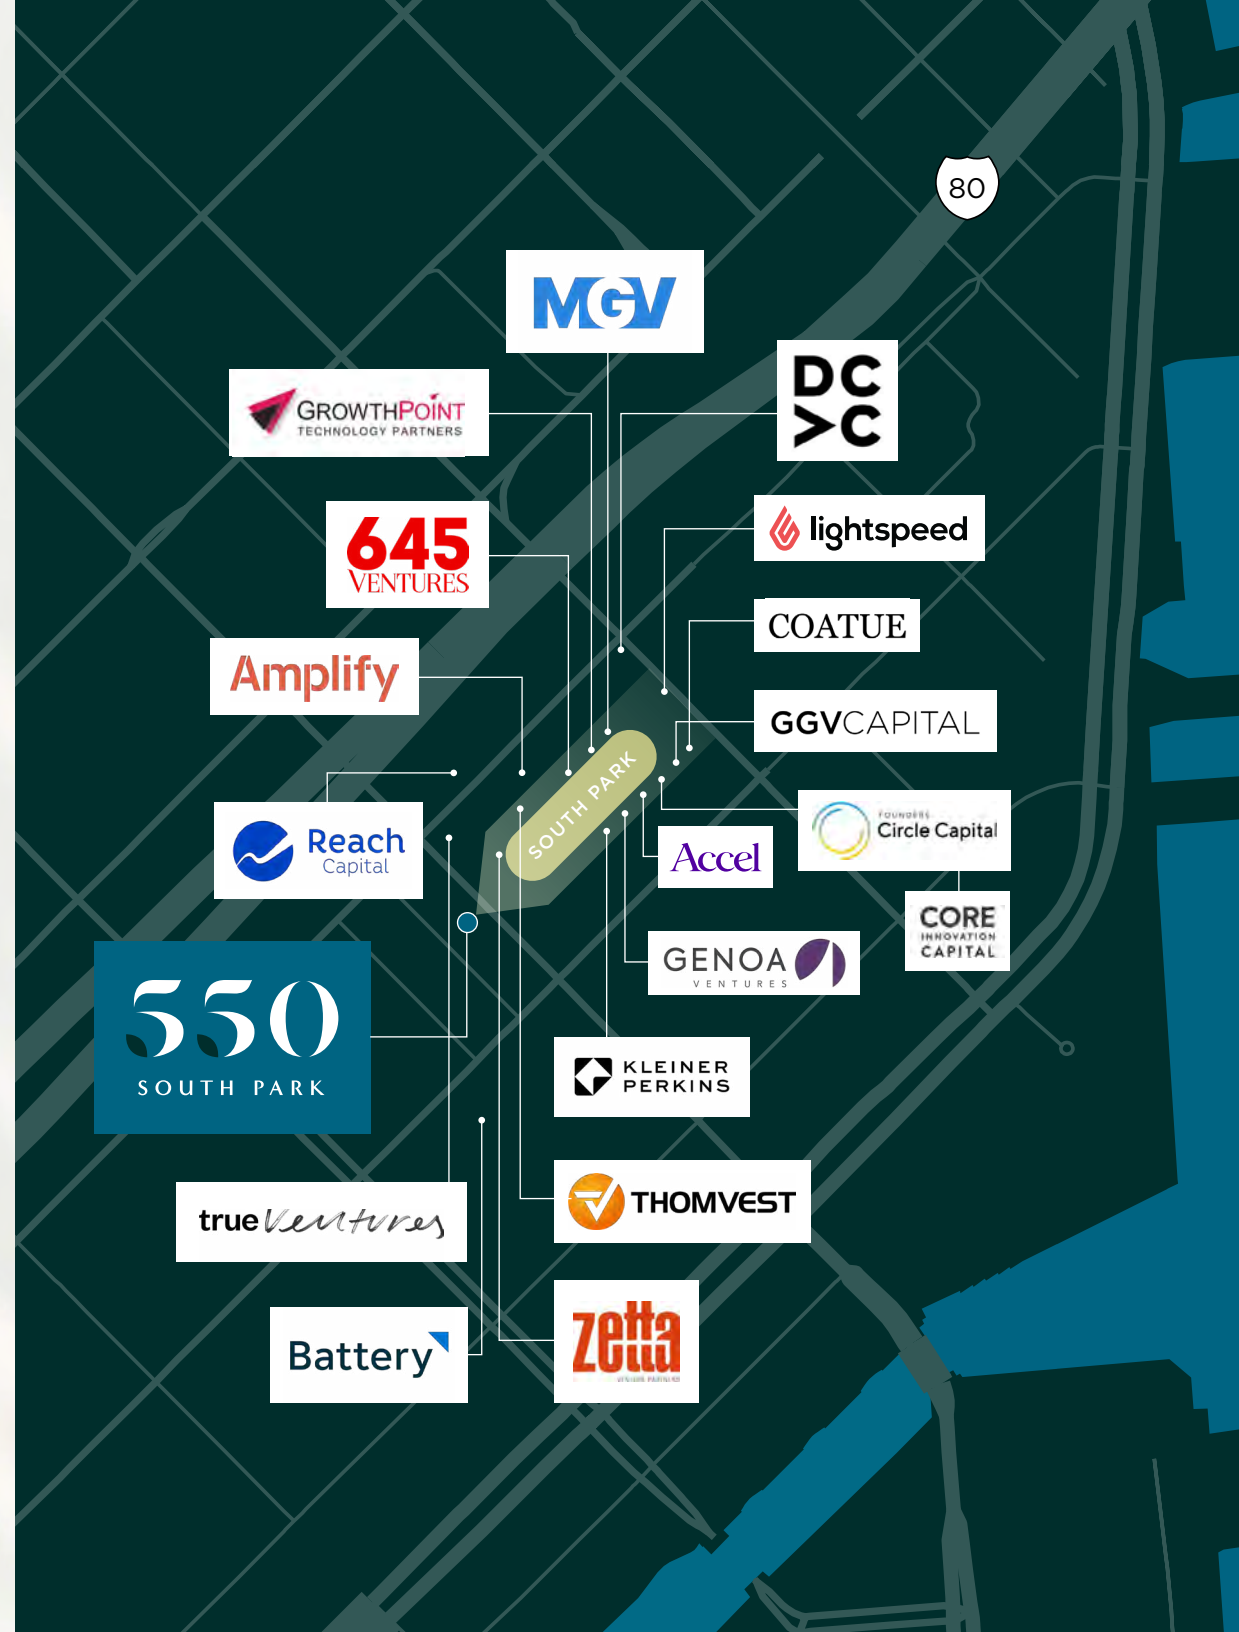 80
MGV
DC
>C
GROWTHPOINT
TECHNOLOGY PARTNERS
lightspeed
645
VENTURES
COATUE
Amplify
GGVCAPITAL
SOUTH PARK
FOUNDERS
Circle Capital
Reach
Capital
Accel
CORE
INNOVATION
CAPITAL
GENOA
VENTURES
550
SOUTH PARK
KLEINER
PERKINS
THOMVEST
true ventures
Battery
zetta